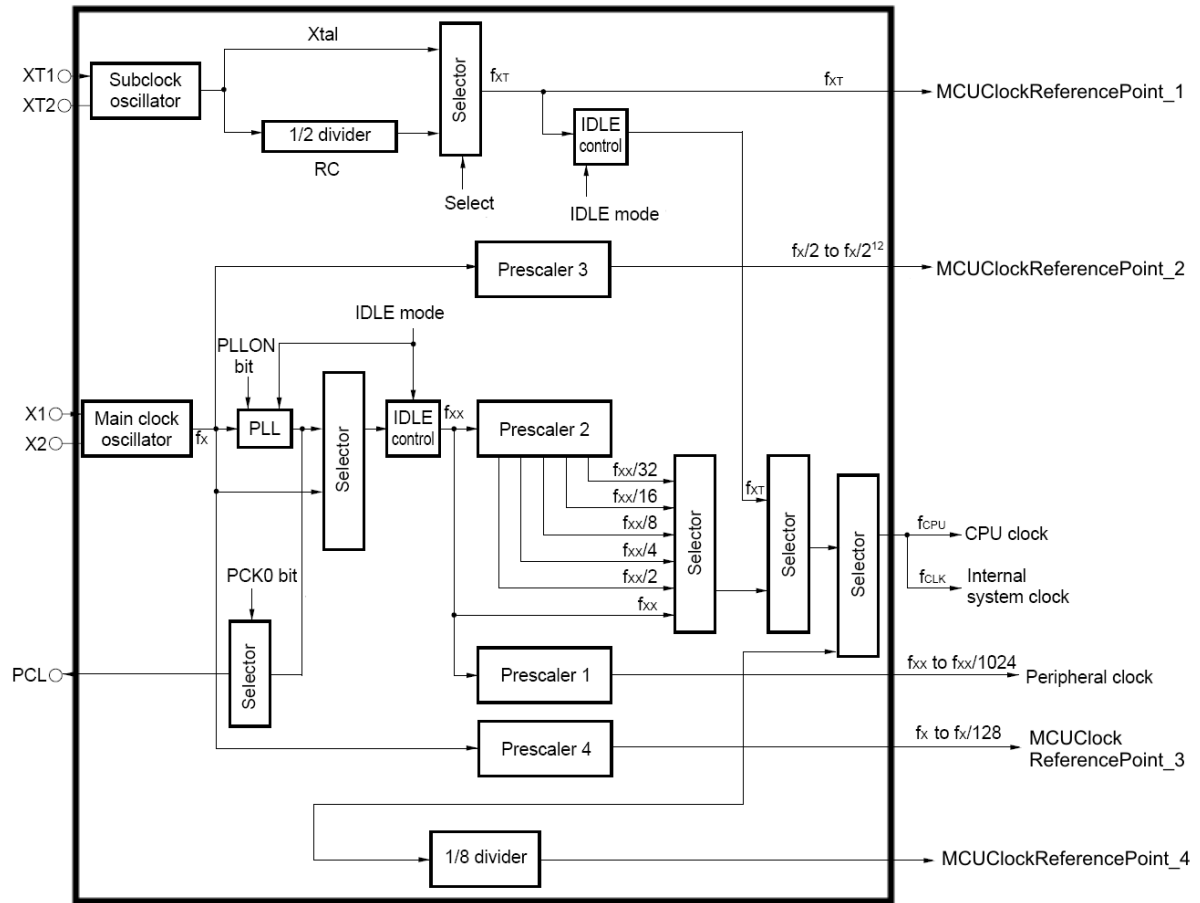 Xtal
XT1
Subclock
oscillator
XT2
Selector
fXT
fXT
MCUClockReferencePoint_1
1/2 divider
RC
IDLE
control
Select
IDLE mode
Prescaler 3
fX/2 to fX/2¹²
MCUClockReferencePoint_2
IDLE mode
PLLON
bit
X1
Main clock
oscillator
X2
fX
PLL
Selector
IDLE
control
fXX
Prescaler 2
fXX/32
fXX/16
fXX/8
fXX/4
fXX/2
fXX
Selector
fXT
Selector
Selector
fCPU
CPU clock
fCLK
Internal
system clock
PCK0 bit
Selector
PCL
Prescaler 1
fXX to fXX/1024
Peripheral clock
Prescaler 4
fX to fX/128
MCUClock
ReferencePoint_3
1/8 divider
MCUClockReferencePoint_4